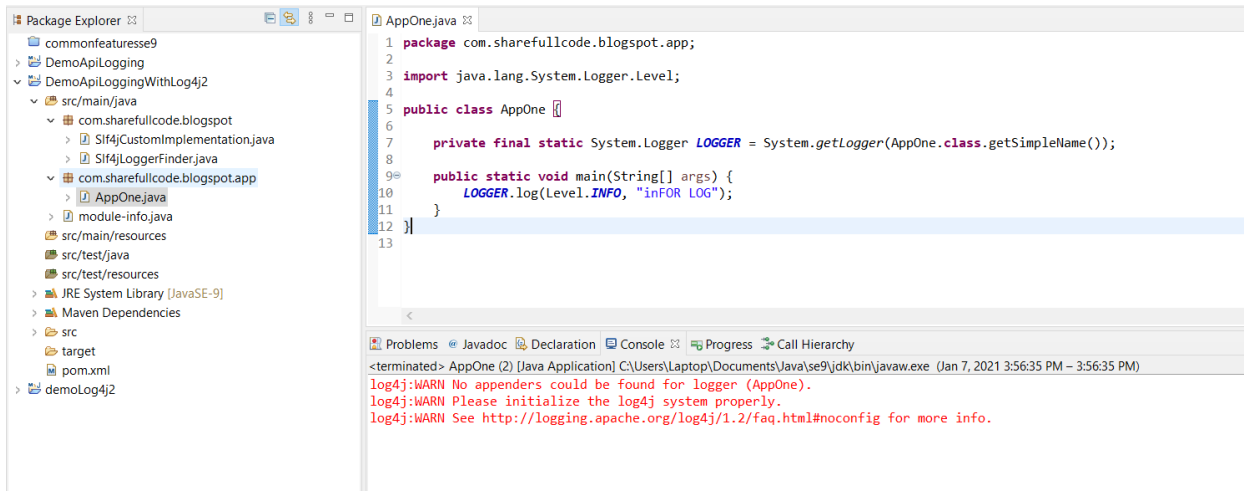 Package Explorer
commonfeaturesse9
DemoApiLogging
DemoApiLoggingWithLog4j2
src/main/java
com.sharefullcode.blogspot
Slf4jCustomImplementation.java
Slf4jLoggerFinder.java
com.sharefullcode.blogspot.app
AppOne.java
module-info.java
src/main/resources
src/test/java
src/test/resources
JRE System Library [JavaSE-9]
Maven Dependencies
src
target
pom.xml
demoLog4j2
AppOne.java
1 package com.sharefullcode.blogspot.app;
2
3 import java.lang.System.Logger.Level;
4
5 public class AppOne {
6
7     private final static System.Logger LOGGER = System.getLogger(AppOne.class.getSimpleName());
8
9     public static void main(String[] args) {
10         LOGGER.log(Level.INFO, "inFOR LOG");
11     }
12 }
13
Problems @ Javadoc Declaration Console Progress Call Hierarchy
<terminated> AppOne (2) [Java Application] C:\Users\Laptop\Documents\Java\se9\jdk\bin\javaw.exe (Jan 7, 2021 3:56:35 PM – 3:56:35 PM)
log4j:WARN No appenders could be found for logger (AppOne).
log4j:WARN Please initialize the log4j system properly.
log4j:WARN See http://logging.apache.org/log4j/1.2/faq.html#noconfig for more info.